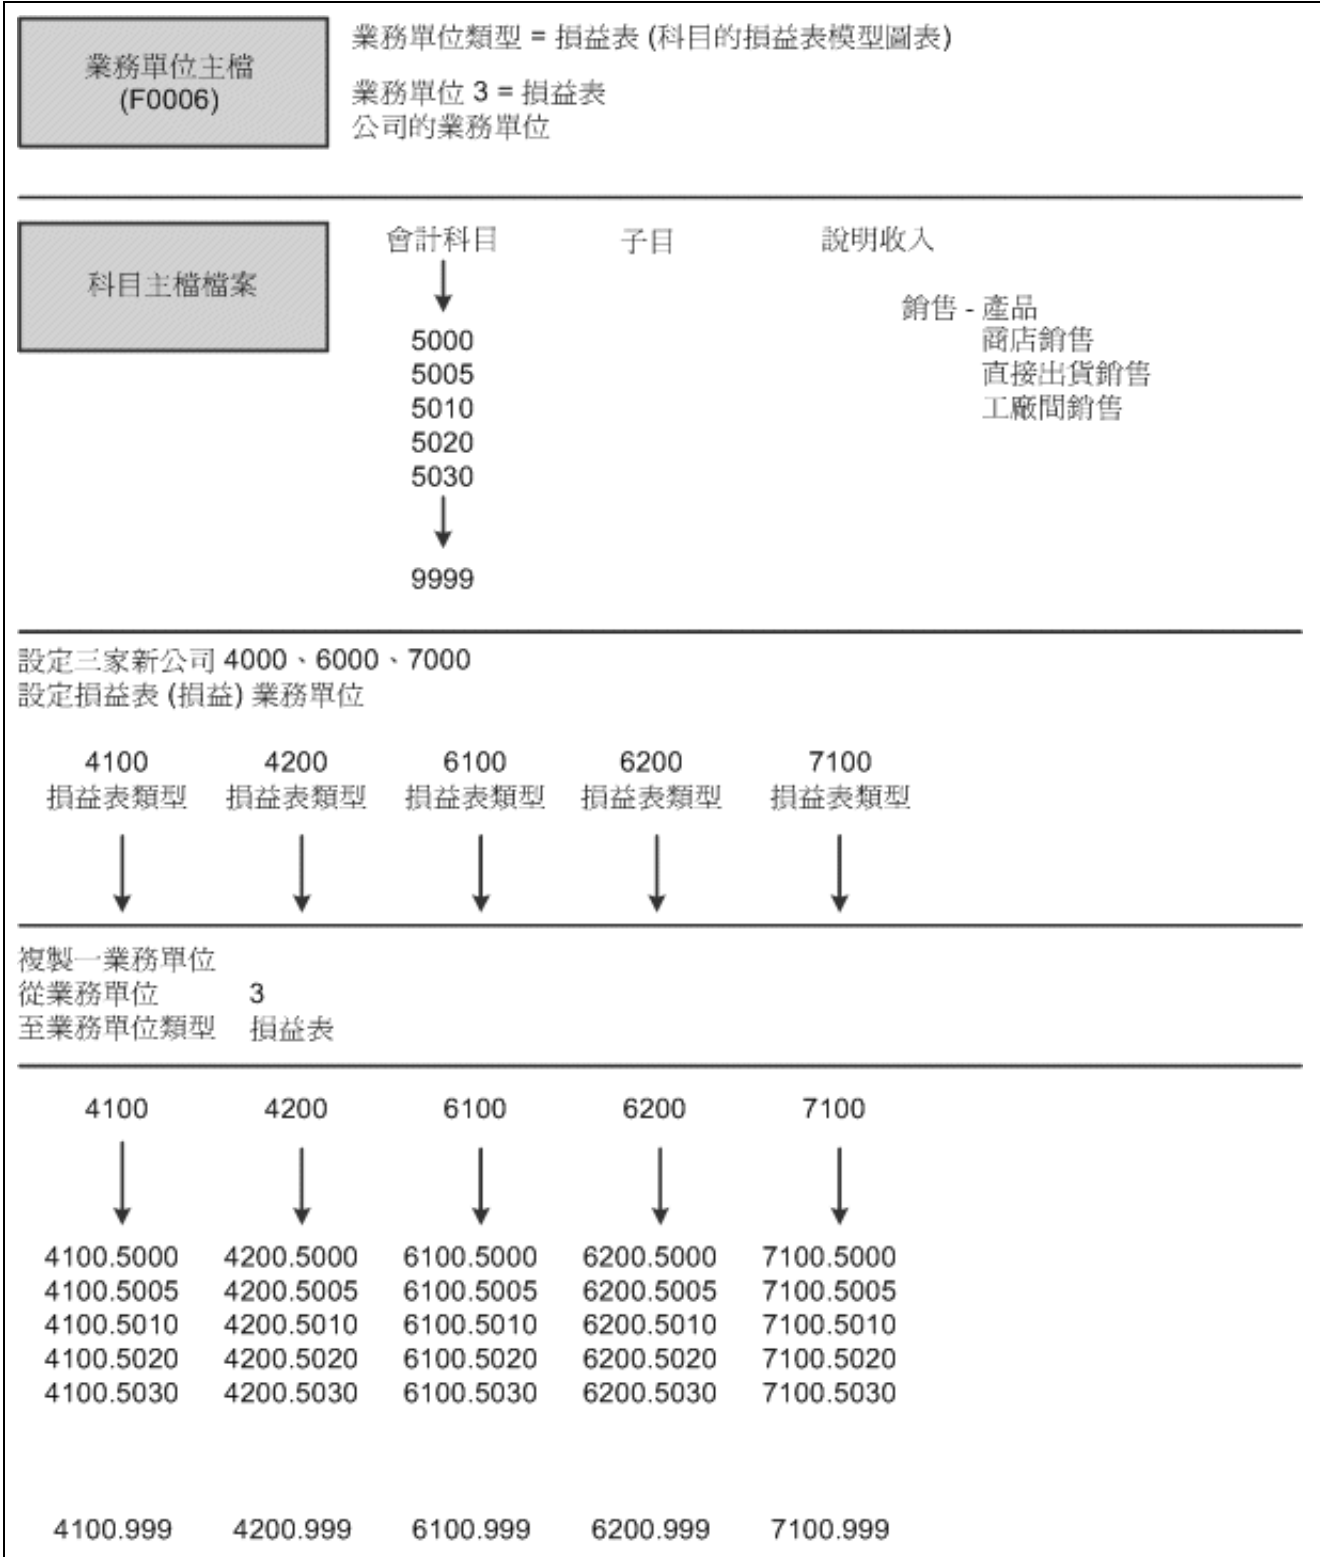 業務單位主檔
(F0006)
業務單位類型 = 損益表 (科目的損益表模型圖表)
業務單位 3 = 損益表
公司的業務單位
科目主檔檔案
會計科目 子目 說明收入
銷售 - 產品
5000 商店銷售
5005 直接出貨銷售
5010 工廠間銷售
5020
5030
9999
設定三家新公司 4000、6000、7000
設定損益表 (損益) 業務單位
4100 4200 6100 6200 7100
損益表類型 損益表類型 損益表類型 損益表類型 損益表類型
複製一業務單位
從業務單位 3
至業務單位類型 損益表
4100 4200 6100 6200 7100
4100.5000 4200.5000 6100.5000 6200.5000 7100.5000
4100.5005 4200.5005 6100.5005 6200.5005 7100.5005
4100.5010 4200.5010 6100.5010 6200.5010 7100.5010
4100.5020 4200.5020 6100.5020 6200.5020 7100.5020
4100.5030 4200.5030 6100.5030 6200.5030 7100.5030
4100.999 4200.999 6100.999 6200.999 7100.999